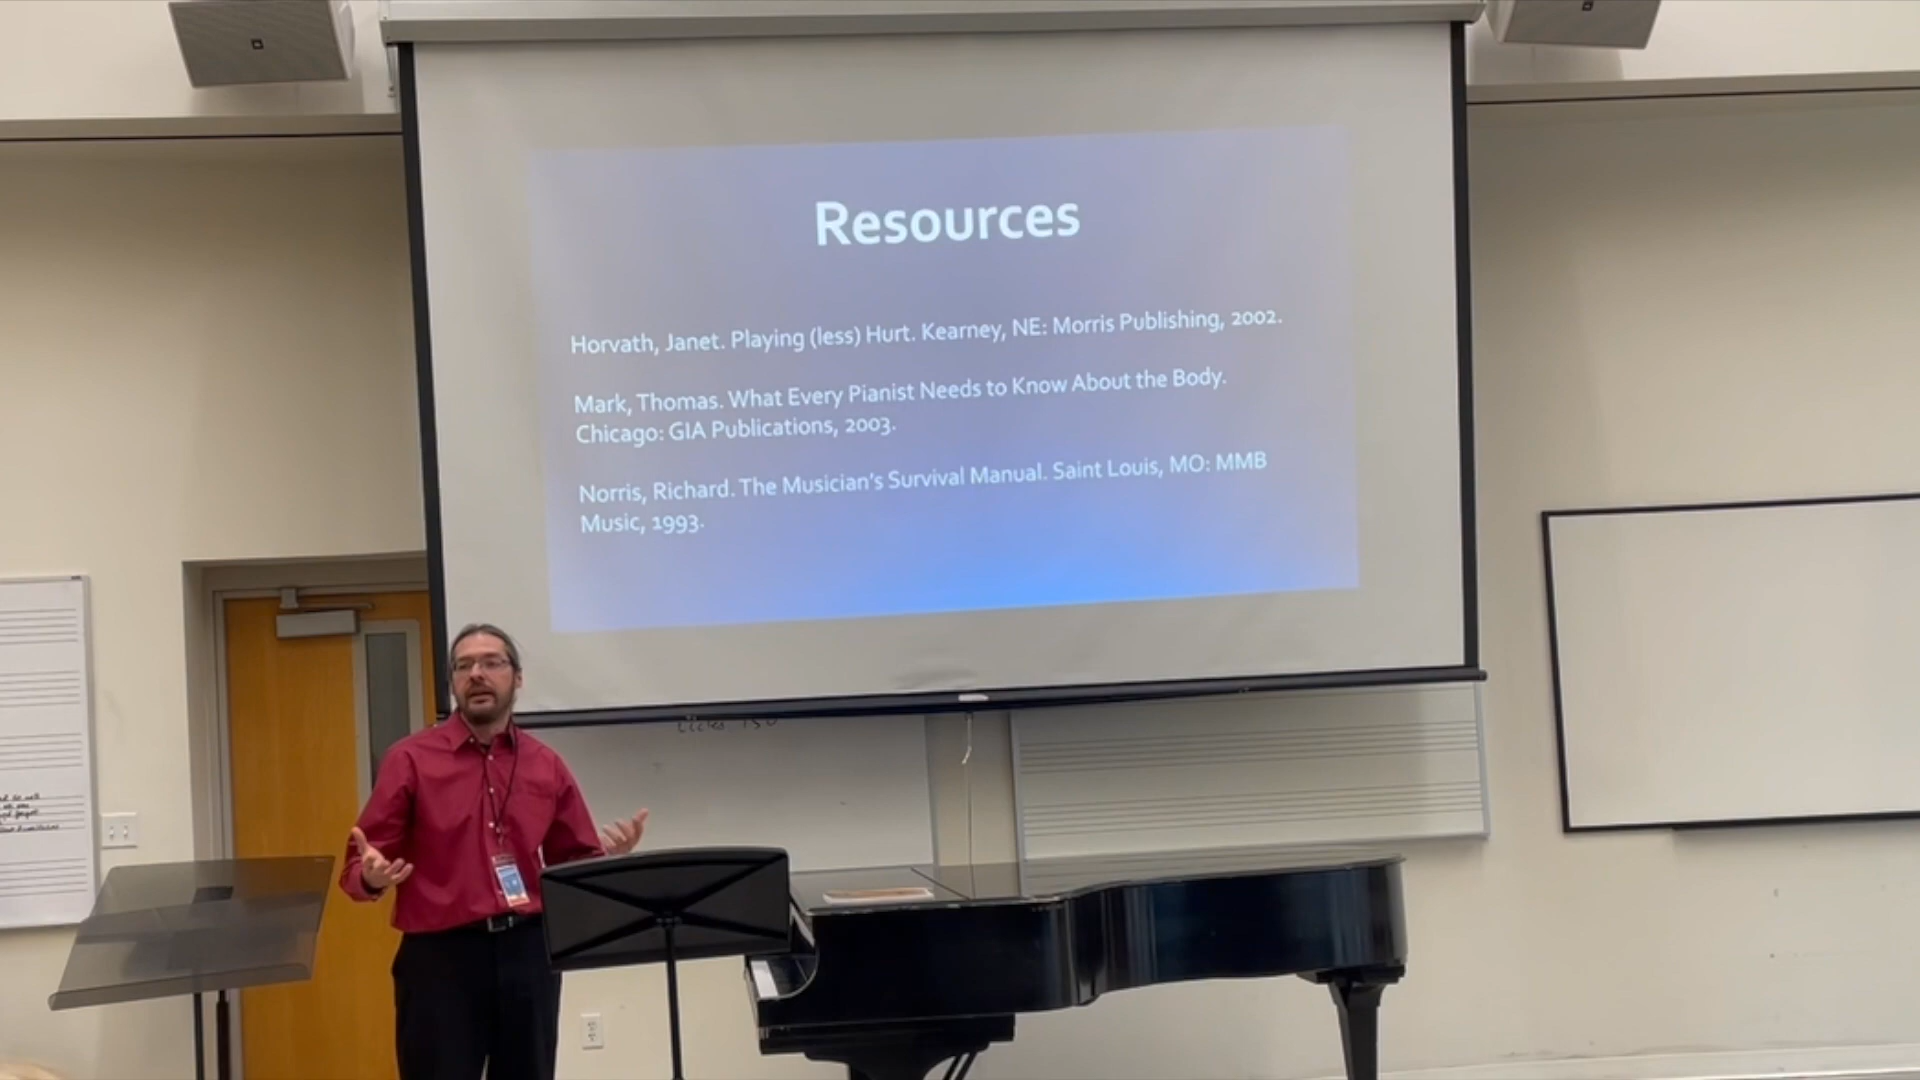 Resources
Horvath, Janet. Playing (less) Hurt. Kearney, NE: Morris Publishing, 2002.
Mark, Thomas. What Every Pianist Needs to Know About the Body.
Chicago: GIA Publications, 2003.
Norris, Richard. The Musician's Survival Manual. Saint Louis, MO: MMB
Music, 1993.